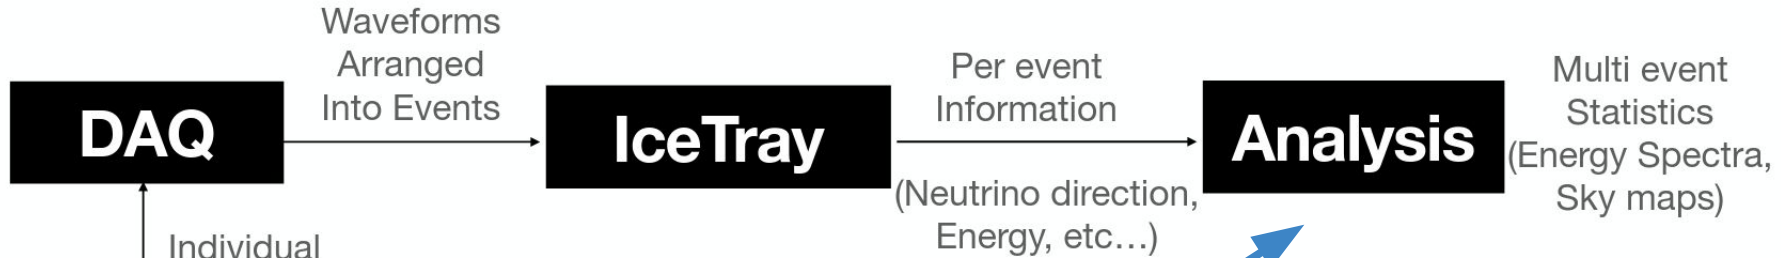 Waveforms
Arranged
Into Events
DAQ
IceTray
Per event
Information
(Neutrino direction,
Energy, etc...)
Analysis
Multi event
Statistics
(Energy Spectra,
Sky maps)
Individual